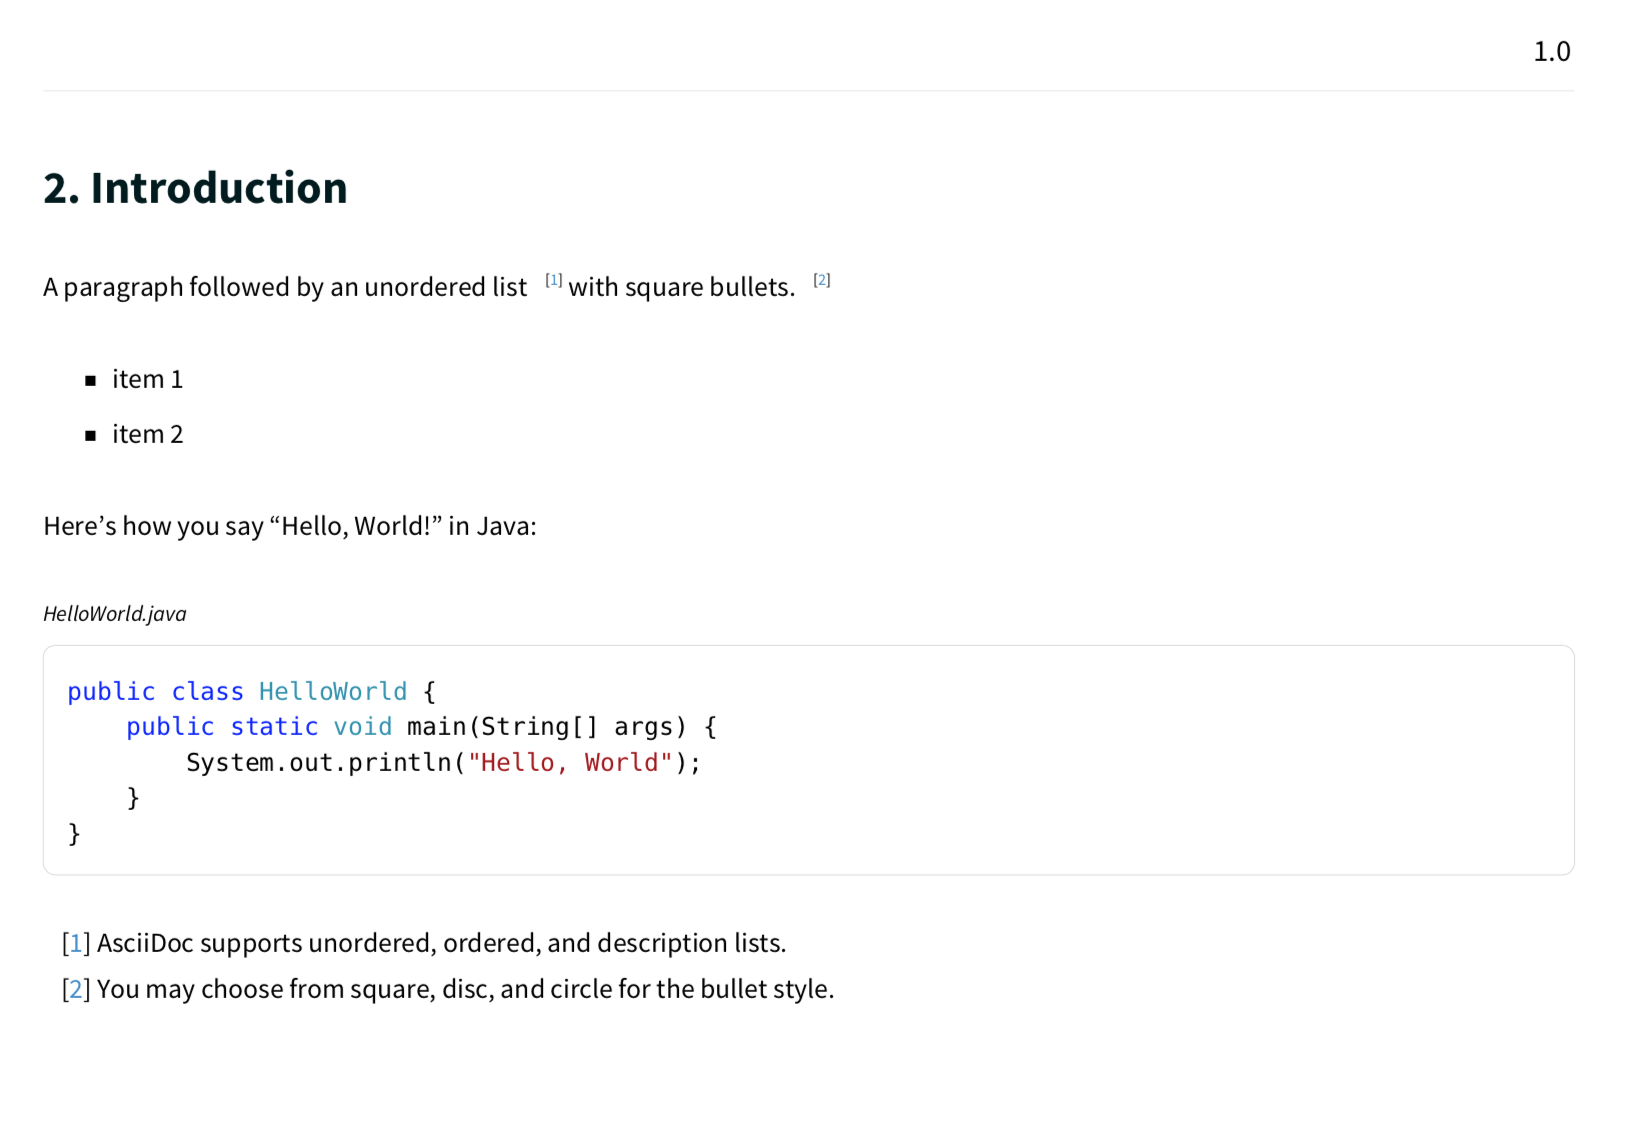 1.0
2. Introduction
A paragraph followed by an unordered list [1] with square bullets. [2]
▪ item 1
▪ item 2
Here’s how you say “Hello, World!” in Java:
HelloWorld.java
public class HelloWorld {
    public static void main(String[] args) {
        System.out.println("Hello, World");
    }
}
[1] AsciiDoc supports unordered, ordered, and description lists.
[2] You may choose from square, disc, and circle for the bullet style.